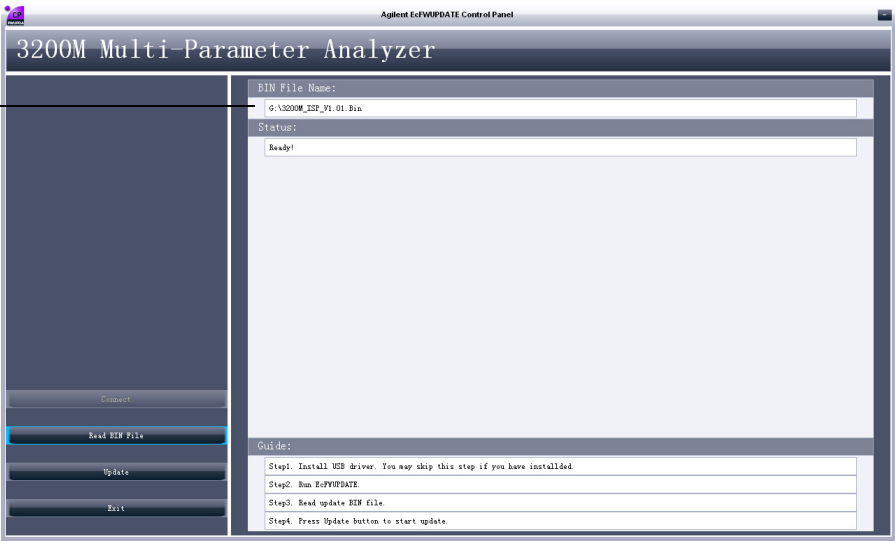 CP
Agilent EcFWUPDATE Control Panel
3200M Multi-Parameter Analyzer
BIN File Name:
G:\3200M_ISP_V1.01.Bin
Status:
Ready!
Connect
Read BIN File
Update
Exit
Guide:
Step1. Install USB driver. You may skip this step if you have installded.
Step2. Run EcFWUPDATE.
Step3. Read update BIN file.
Step4. Press Update button to start update.